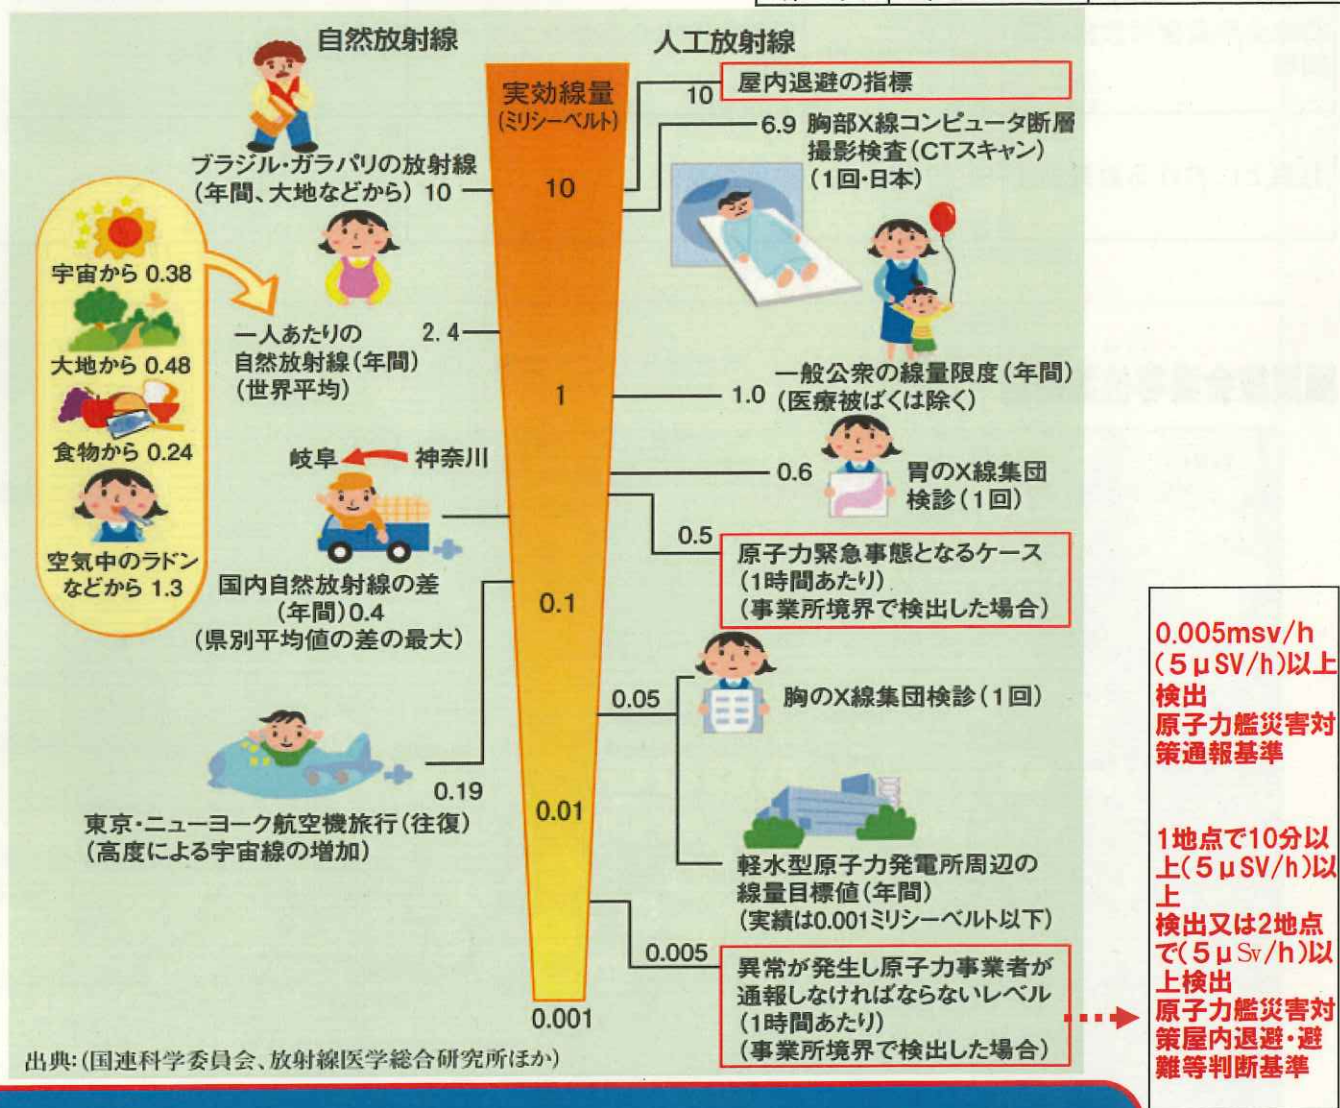 自然放射線
人工放射線
実効線量
(ミリシーベルト)
10
1
0.1
0.01
0.001
ブラジル・ガラパリの放射線
(年間、大地などから) 10
宇宙から 0.38
大地から 0.48
食物から 0.24
空気中のラドン
などから 1.3
一人あたりの 2.4
自然放射線(年間)
(世界平均)
岐阜 神奈川
国内自然放射線の差
(年間)0.4
(県別平均値の差の最大)
0.19
東京・ニューヨーク航空機旅行(往復)
(高度による宇宙線の増加)
10 屋内退避の指標
6.9 胸部X線コンピュータ断層
撮影検査(CTスキャン)
(1回・日本)
一般公衆の線量限度(年間)
1.0 (医療被ばくは除く)
0.6 胃のX線集団
検診(1回)
0.5
原子力緊急事態となるケース
(1時間あたり)
(事業所境界で検出した場合)
0.05 胸のX線集団検診(1回)
軽水型原子力発電所周辺の
線量目標値(年間)
(実績は0.001ミリシーベルト以下)
0.005
異常が発生し原子力事業者が
通報しなければならないレベル
(1時間あたり)
(事業所境界で検出した場合)
出典:(国連科学委員会、放射線医学総合研究所ほか)
0.005msv/h
(5μSV/h)以上
検出
原子力艦災害対
策通報基準
1地点で10分以
上(5μSV/h)以
上
検出又は2地点
で(5μSv/h)以
上検出
原子力艦災害対
策屋内退避・避
難等判断基準